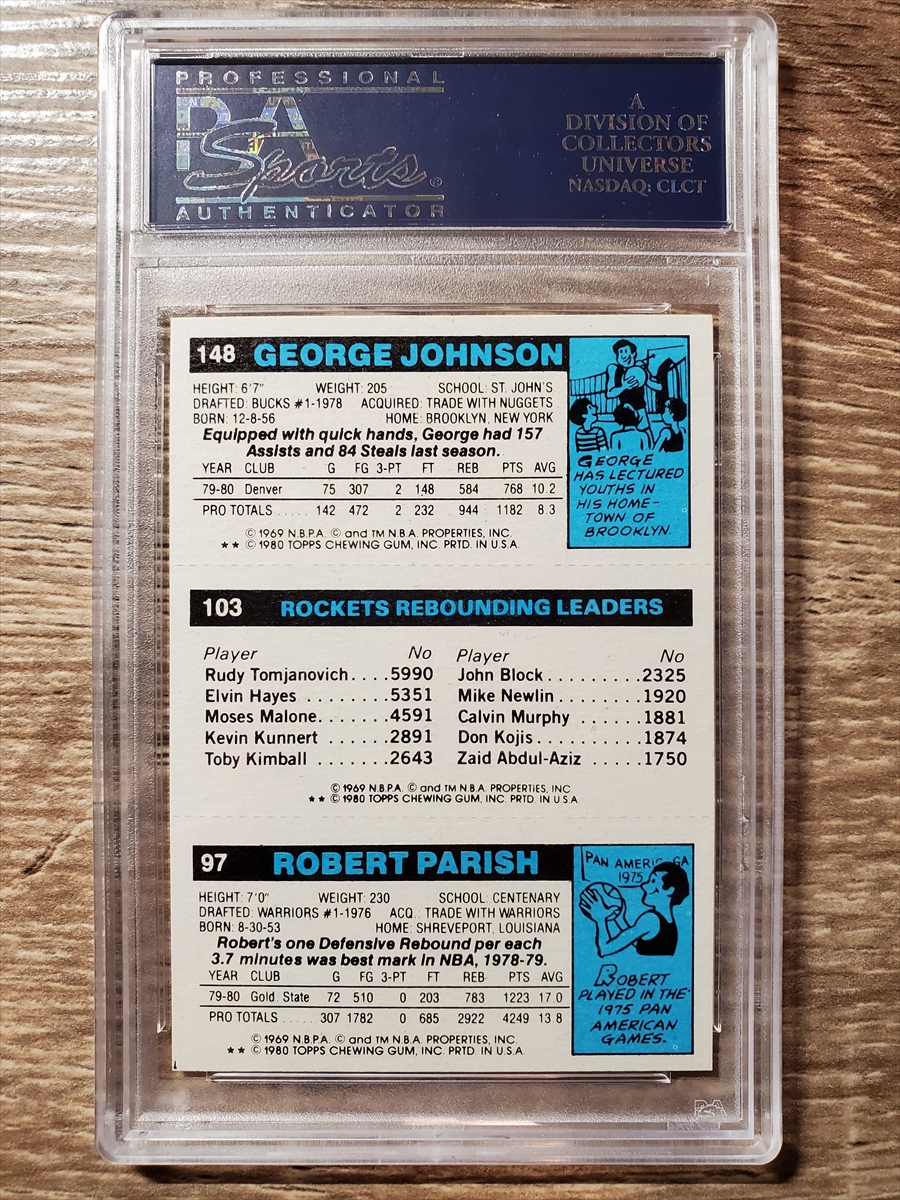 PROFESSIONAL
PSA
Sports®
AUTHENTICATOR
A
DIVISION OF
COLLECTORS
UNIVERSE
NASDAQ: CLCT
148 GEORGE JOHNSON
HEIGHT: 6'7" WEIGHT: 205 SCHOOL: ST. JOHN'S
DRAFTED: BUCKS #1-1978 ACQUIRED: TRADE WITH NUGGETS
BORN: 12-8-56 HOME: BROOKLYN, NEW YORK
Equipped with quick hands, George had 157
Assists and 84 Steals last season.
YEAR CLUB G FG 3-PT FT REB PTS AVG
79-80 Denver 75 307 2 148 584 768 10.2
PRO TOTALS ..... 142 472 2 232 944 1182 8.3
© 1969 N.B.P.A. © and TM N.B.A. PROPERTIES, INC.
★★ © 1980 TOPPS CHEWING GUM, INC. PRTD. IN U.S.A.
GEORGE
HAS LECTURED
YOUTHS IN
HIS HOME-
TOWN OF
BROOKLYN.
103 ROCKETS REBOUNDING LEADERS
Player No Player No
Rudy Tomjanovich....5990 John Block.........2325
Elvin Hayes .......5351 Mike Newlin........1920
Moses Malone.......4591 Calvin Murphy ......1881
Kevin Kunnert ......2891 Don Kojis..........1874
Toby Kimball .......2643 Zaid Abdul-Aziz .....1750
© 1969 N.B.P.A. © and TM N.B.A. PROPERTIES, INC
★★ © 1980 TOPPS CHEWING GUM, INC. PRTD. IN U.S.A
97 ROBERT PARISH
HEIGHT: 7'0" WEIGHT: 230 SCHOOL: CENTENARY
DRAFTED: WARRIORS #1-1976 ACQ.: TRADE WITH WARRIORS
BORN: 8-30-53 HOME: SHREVEPORT, LOUISIANA
Robert's one Defensive Rebound per each
3.7 minutes was best mark in NBA, 1978-79.
YEAR CLUB G FG 3-PT FT REB PTS AVG
79-80 Gold. State 72 510 0 203 783 1223 17.0
PRO TOTALS ..... 307 1782 0 685 2922 4249 13.8
© 1969 N.B.P.A. © and TM N.B.A. PROPERTIES, INC.
★★ © 1980 TOPPS CHEWING GUM, INC. PRTD. IN U.S.A.
PAN AMERIC GA
1975
ROBERT
PLAYED IN THE
1975 PAN
AMERICAN
GAMES.
PSA